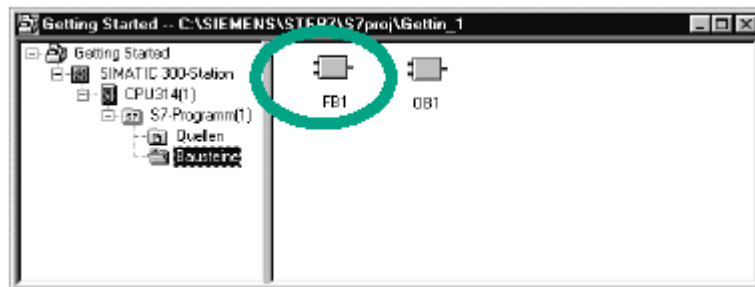 Getting Started -- C:\SIEMENS\STEP7\S7proj\Gettin_1
Getting Started
SIMATIC 300-Station
CPU314(1)
S7-Programm(1)
Quellen
Bausteine
FB1
OB1